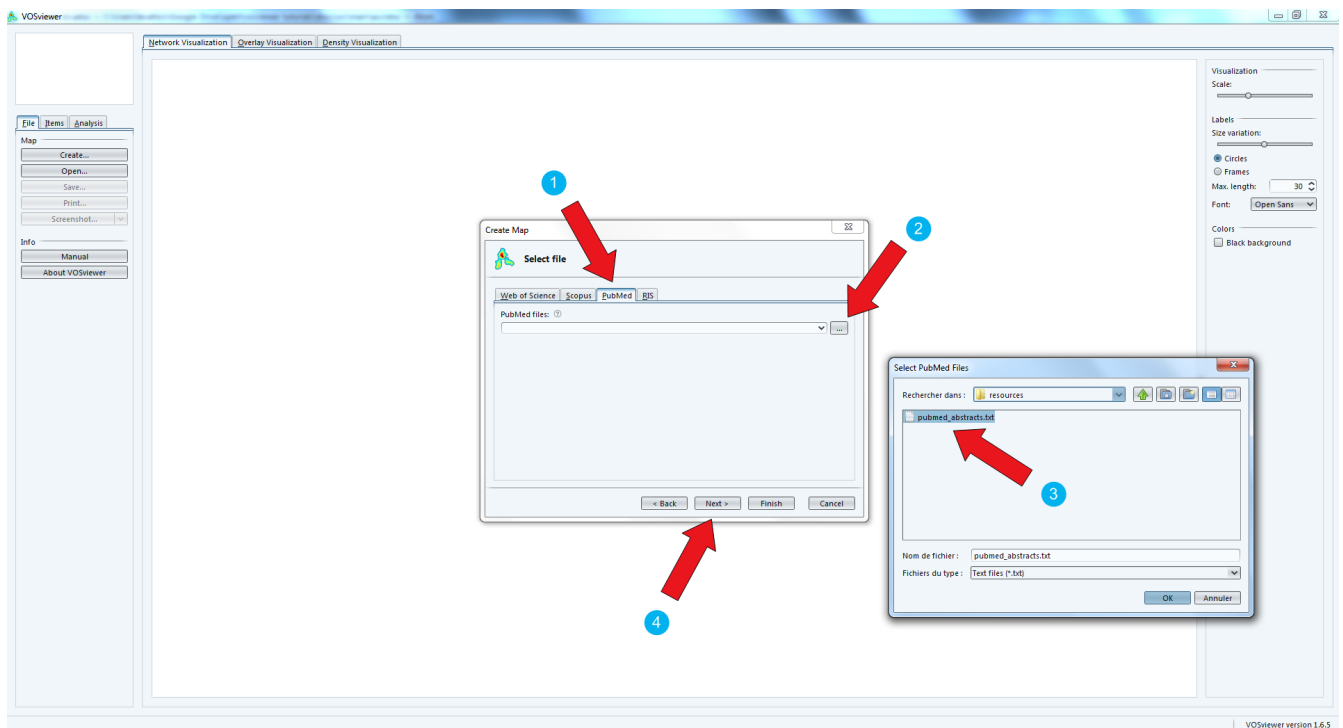 VOSviewer
Network Visualization Overlay Visualization Density Visualization
File Items Analysis
Map
Create...
Open...
Save...
Print...
Screenshot...
Info
Manual
About VOSviewer
1
2
Create Map
Select file
Web of Science Scopus PubMed RIS
PubMed files:
...
< Back Next > Finish Cancel
4
Select PubMed Files
Rechercher dans : resources
pubmed_abstracts.txt
3
Nom de fichier : pubmed_abstracts.txt
Fichiers du type : Text files (*.txt)
OK Annuler
Visualization
Scale:
Labels
Size variation:
Circles
Frames
Max. length: 30
Font: Open Sans
Colors
Black background
VOSviewer version 1.6.5